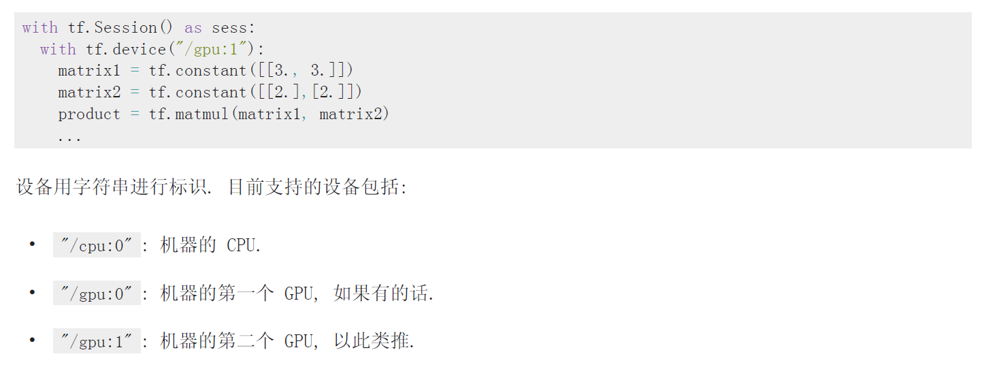 with tf.Session() as sess:
  with tf.device("/gpu:1"):
    matrix1 = tf.constant([[3., 3.]])
    matrix2 = tf.constant([[2.],[2.]])
    product = tf.matmul(matrix1, matrix2)
    ...
设备用字符串进行标识. 目前支持的设备包括:
• "/cpu:0": 机器的 CPU.
• "/gpu:0": 机器的第一个 GPU, 如果有的话.
• "/gpu:1": 机器的第二个 GPU, 以此类推.